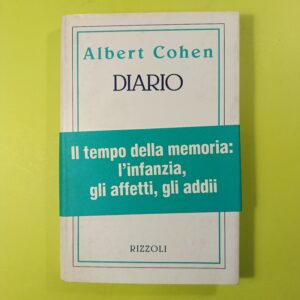 Albert Cohen
DIARIO
Il tempo della memoria:
l'infanzia,
gli affetti, gli addii
RIZZOLI